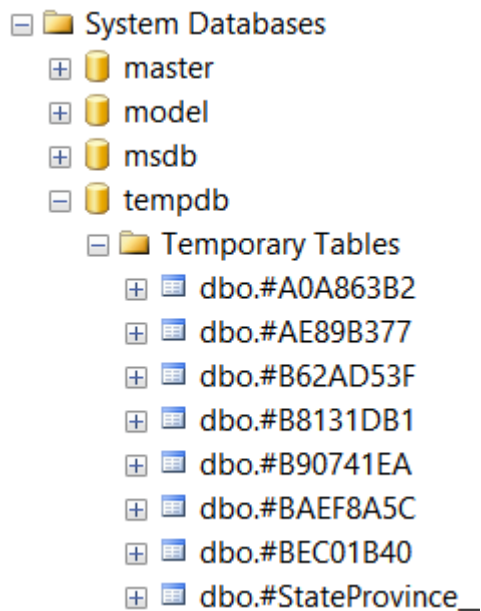 System Databases
master
model
msdb
tempdb
Temporary Tables
dbo.#A0A863B2
dbo.#AE89B377
dbo.#B62AD53F
dbo.#B8131DB1
dbo.#B90741EA
dbo.#BAEF8A5C
dbo.#BEC01B40
dbo.#StateProvince__